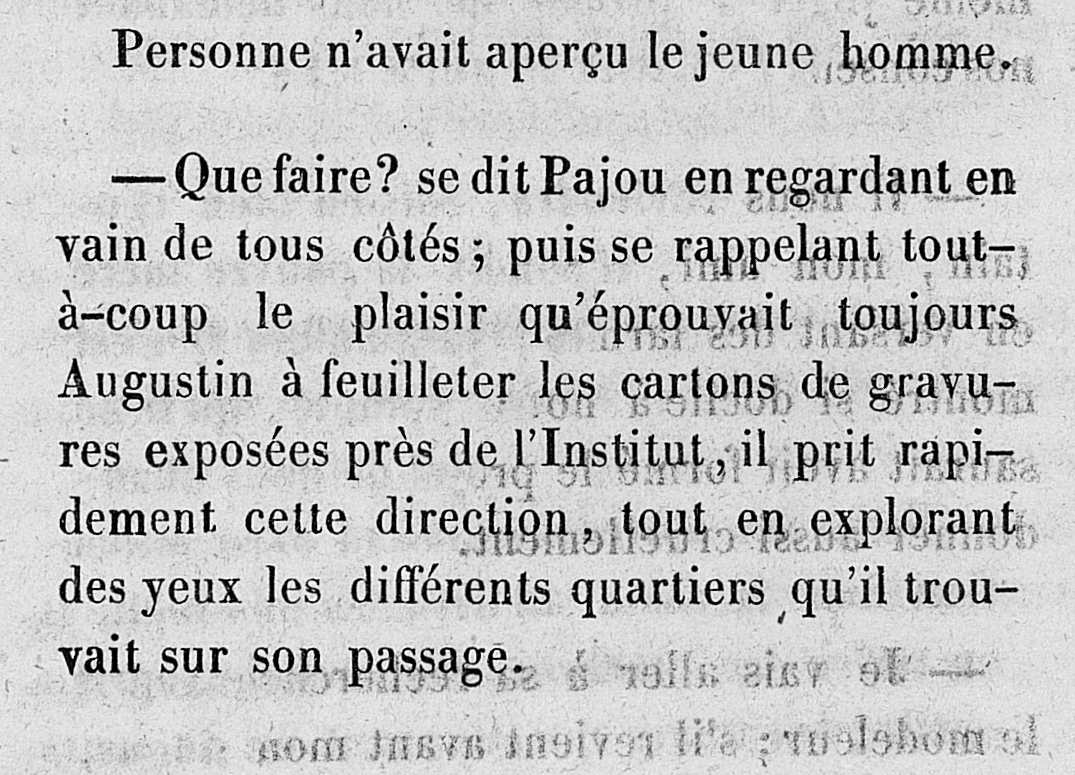 Personne n'avait aperçu le jeune homme.
— Que faire? se dit Pajou en regardant en
vain de tous côtés; puis se rappelant tout-
à-coup le plaisir qu'éprouvait toujours
Augustin à feuilleter les cartons de gravu-
res exposées près de l'Institut, il prit rapi-
dement cette direction, tout en explorant
des yeux les différents quartiers qu'il trou-
vait sur son passage.